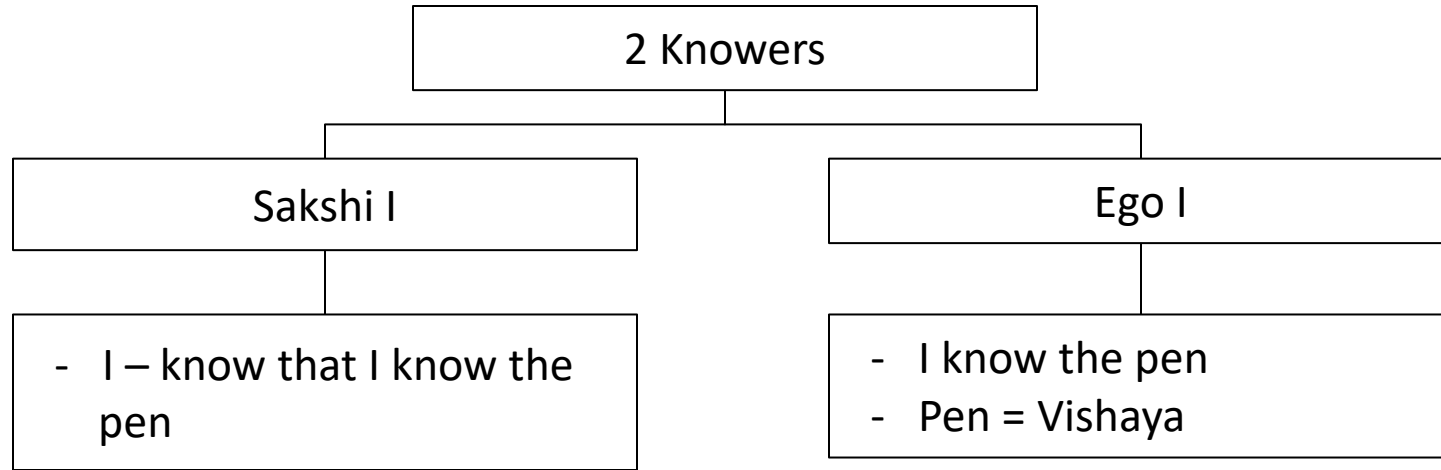 2 Knowers
Sakshi I
Ego I
- I – know that I know the
pen
- I know the pen
- Pen = Vishaya